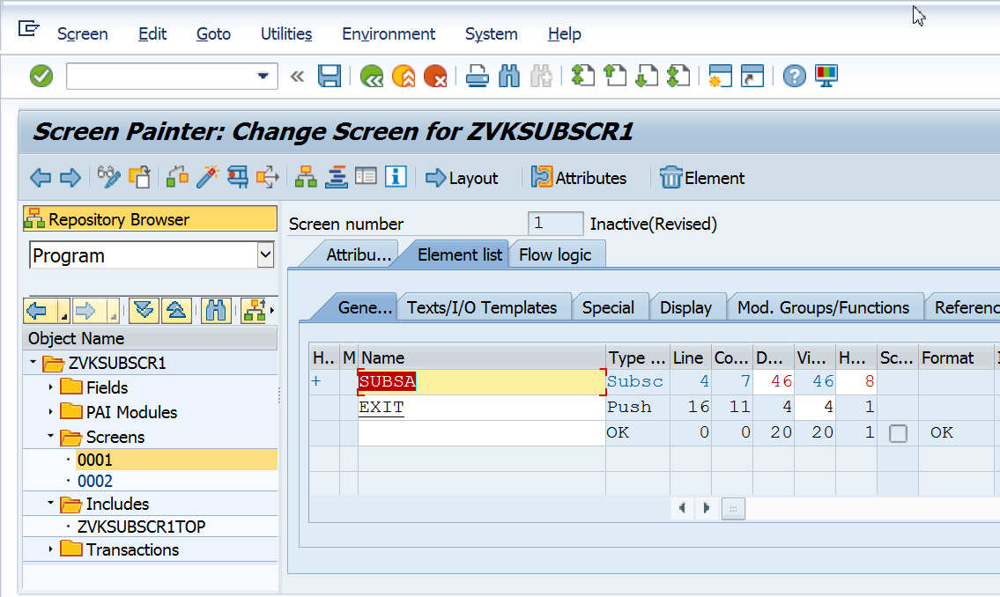 Screen Edit Goto Utilities Environment System Help
Screen Painter: Change Screen for ZVKSUBSCR1
Layout Attributes Element
Repository Browser
Screen number 1 Inactive(Revised)
Program
Attribu... Element list Flow logic
Gene... Texts/I/O Templates Special Display Mod. Groups/Functions Referenc
Object Name
H.. M Name Type ... Line Co... D... Vi... H... Sc... Format
ZVKSUBSCR1
+ SUBSA Subsc 4 7 46 46 8
Fields
EXIT Push 16 11 4 4 1
PAI Modules
OK 0 0 20 20 1 OK
Screens
0001
0002
Includes
ZVKSUBSCR1TOP
Transactions